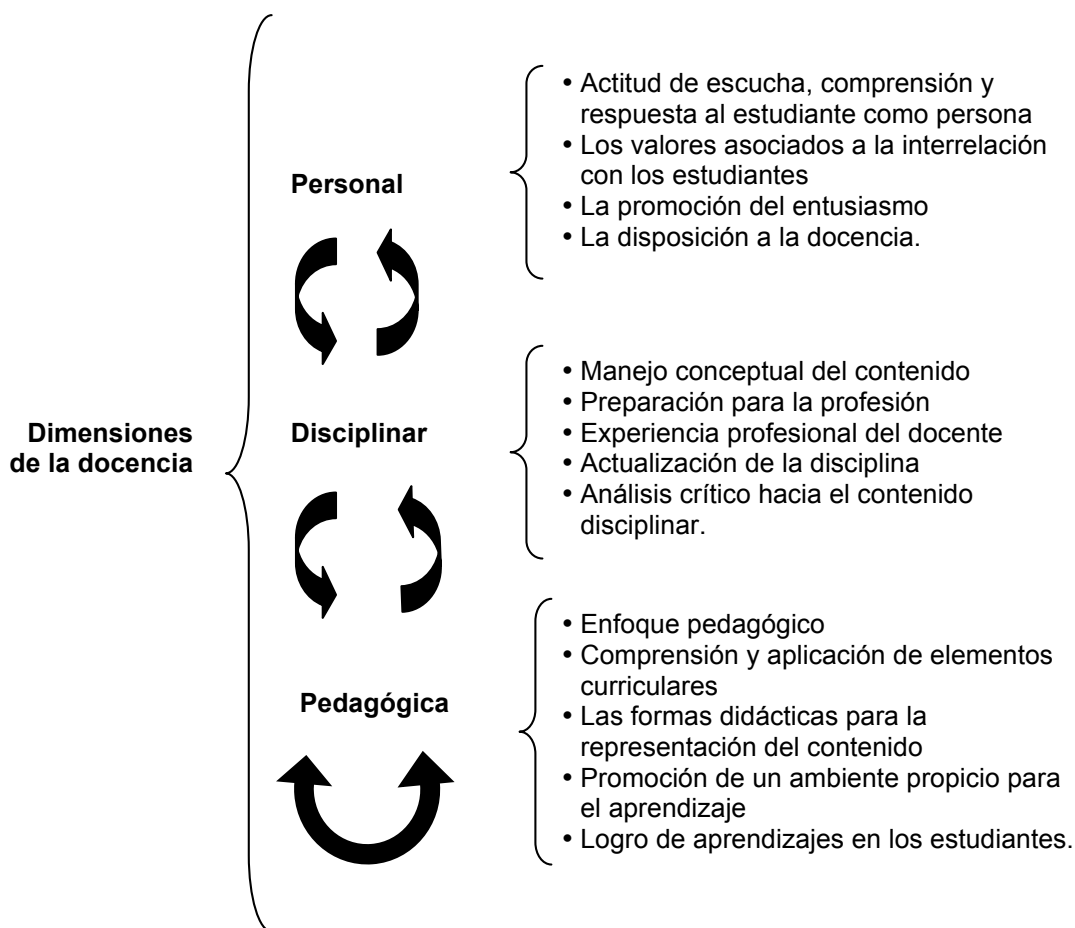 • Actitud de escucha, comprensión y
respuesta al estudiante como persona
• Los valores asociados a la interrelación
con los estudiantes
• La promoción del entusiasmo
• La disposición a la docencia.
Personal
• Manejo conceptual del contenido
• Preparación para la profesión
• Experiencia profesional del docente
• Actualización de la disciplina
• Análisis crítico hacia el contenido
disciplinar.
Dimensiones
de la docencia
Disciplinar
• Enfoque pedagógico
• Comprensión y aplicación de elementos
curriculares
• Las formas didácticas para la
representación del contenido
• Promoción de un ambiente propicio para
el aprendizaje
• Logro de aprendizajes en los estudiantes.
Pedagógica